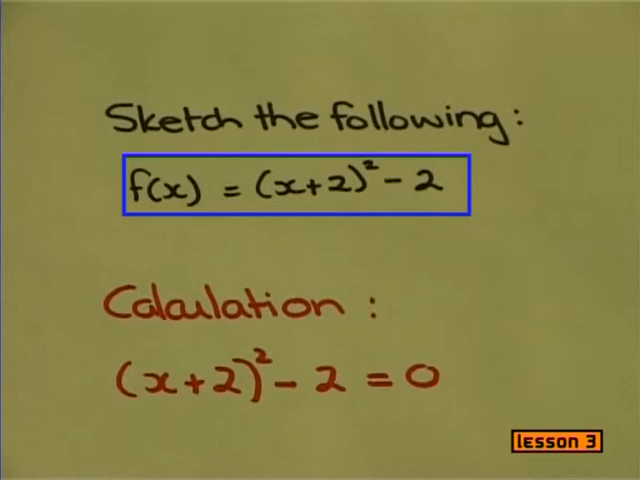 Sketch the following:
f(x) = (x+2)² - 2
Calculation:
(x+2)² - 2 = 0
lesson 3